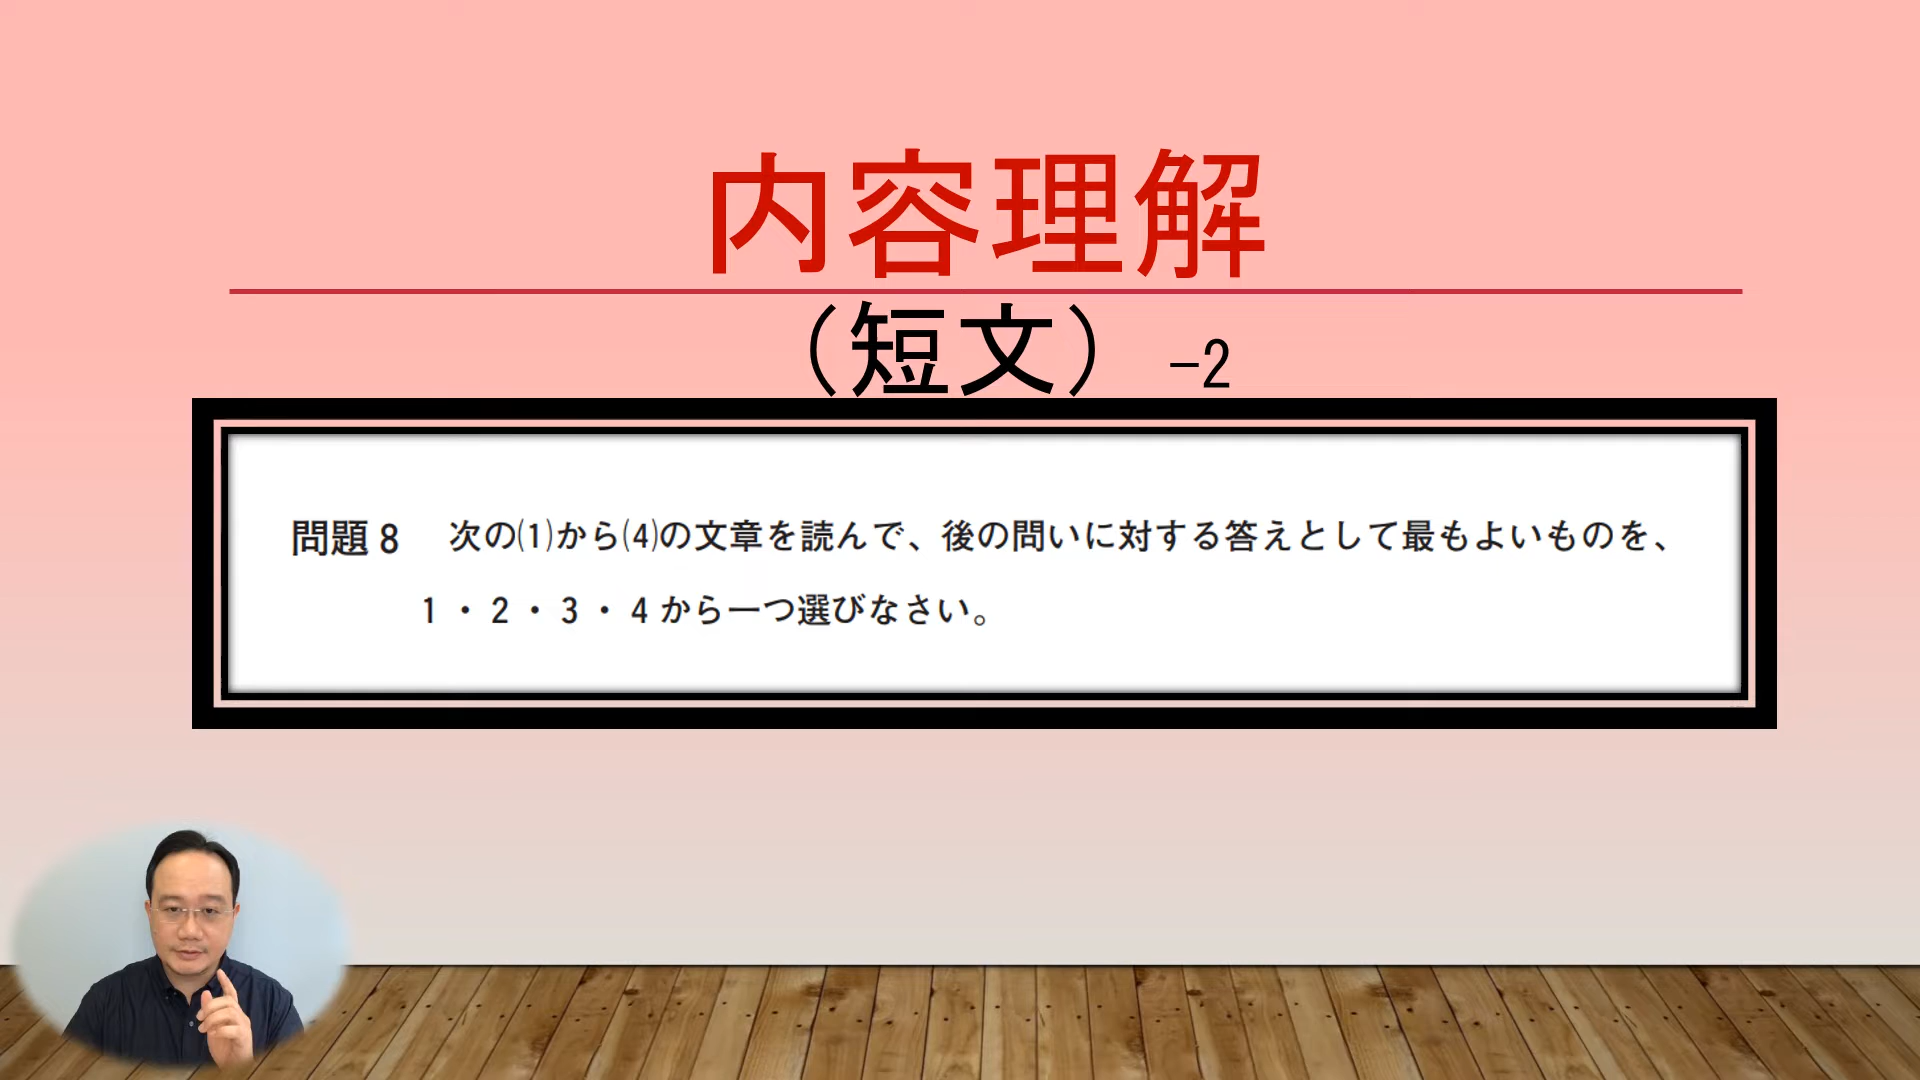 内容理解
（短文）-2
問題8　次の(1)から(4)の文章を読んで、後の問いに対する答えとして最もよいものを、
1・2・3・4から一つ選びなさい。